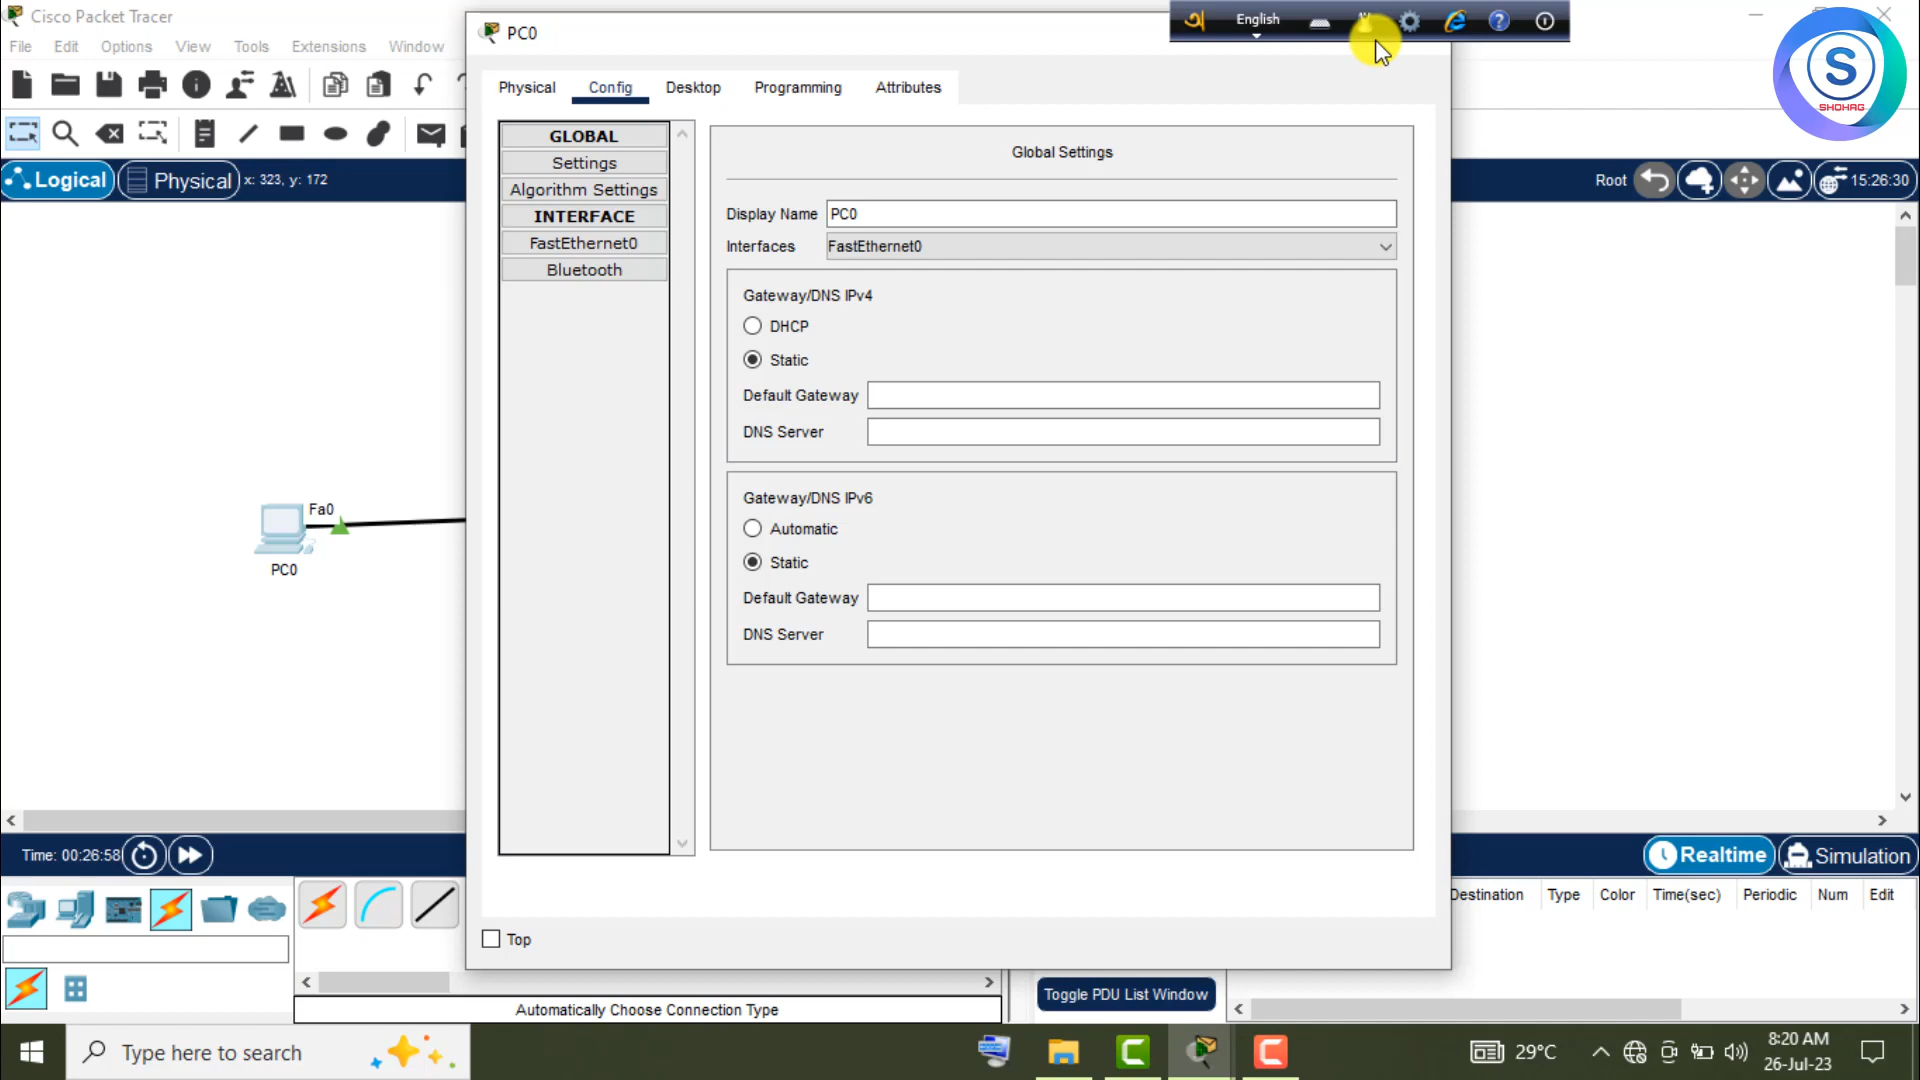 Cisco Packet Tracer
File Edit Options View Tools Extensions Window
PC0
English
SHOHAG
Physical Config Desktop Programming Attributes
Logical Physical x: 323, y: 172
Root 15:26:30
GLOBAL
Settings
Algorithm Settings
INTERFACE
FastEthernet0
Bluetooth
Global Settings
Display Name PC0
Interfaces FastEthernet0
Gateway/DNS IPv4
DHCP
Static
Default Gateway
DNS Server
Gateway/DNS IPv6
Automatic
Static
Default Gateway
DNS Server
Fa0
PC0
Top
Time: 00:26:58
Realtime Simulation
Destination Type Color Time(sec) Periodic Num Edit
Toggle PDU List Window
Automatically Choose Connection Type
Type here to search
29°C
8:20 AM
26-Jul-23